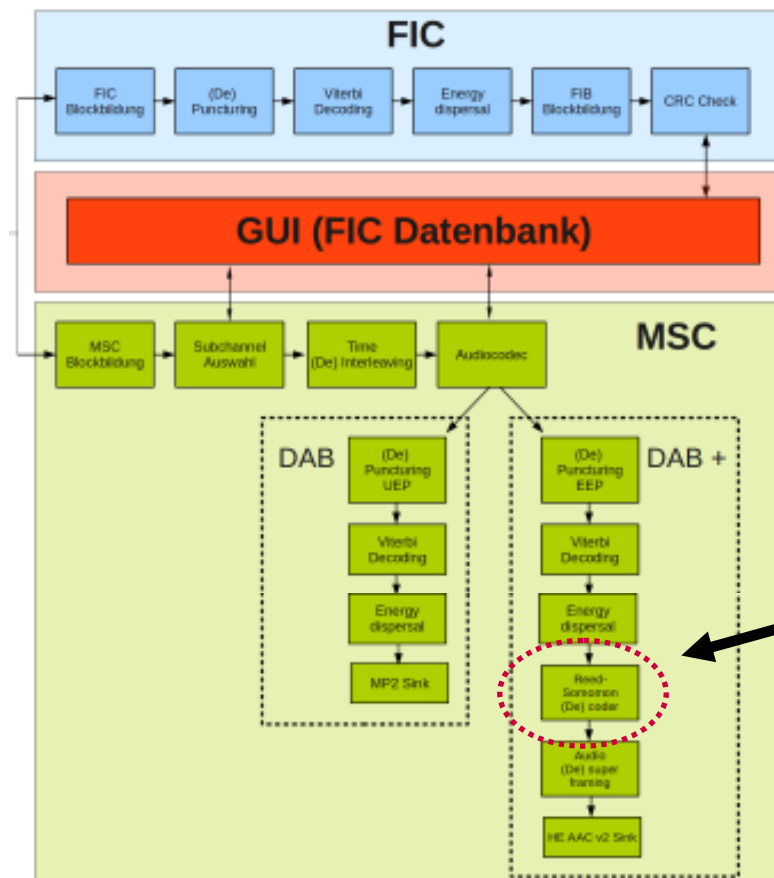 FIC
FIC
Blockbildung
(De)
Puncturing
Viterbi
Decoding
Energy
dispersal
FIB
Blockbildung
CRC Check
GUI (FIC Datenbank)
MSC
MSC
Blockbildung
Subchannel
Auswahl
Time
(De) Interleaving
Audiocodec
DAB
(De)
Puncturing
UEP
Viterbi
Decoding
Energy
dispersal
MP2 Sink
DAB +
(De)
Puncturing
EEP
Viterbi
Decoding
Energy
dispersal
Reed-
Somomon
(De) coder
Audio
(De) super
framing
HE AAC v2 Sink